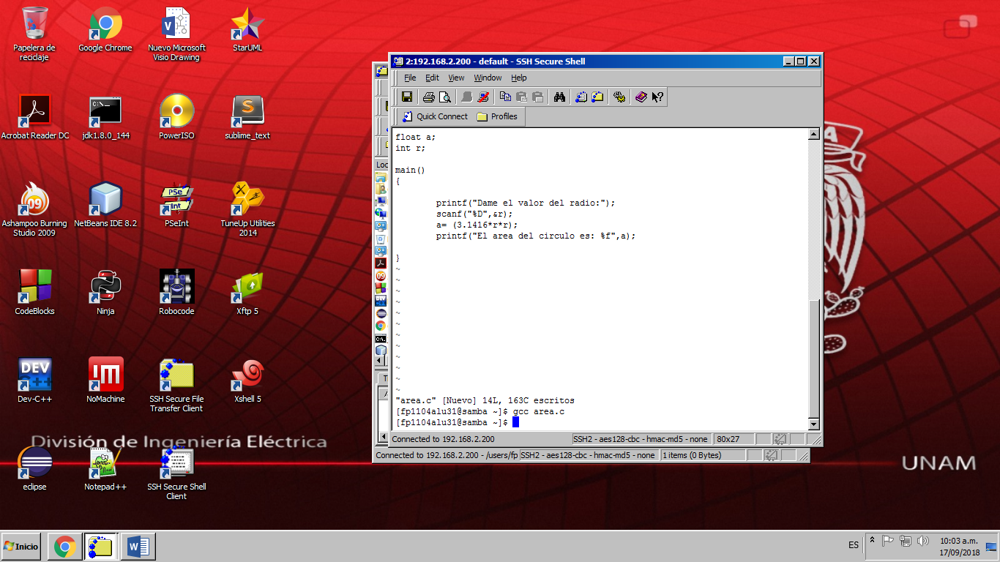 Papelera de
reciclaje
Google Chrome
Nuevo Microsoft
Visio Drawing
StarUML
Acrobat Reader DC
jdk1.8.0_144
PowerISO
sublime_text
Ashampoo Burning
Studio 2009
NetBeans IDE 8.2
PSeInt
TuneUp Utilities
2014
CodeBlocks
Ninja
Robocode
Xftp 5
Dev-C++
NoMachine
SSH Secure File
Transfer Client
Xshell 5
eclipse
Notepad++
SSH Secure Shell
Client
División de Ingeniería Eléctrica
UNAM
2:192.168.2.200 - default - SSH Secure Shell
File Edit View Window Help
Quick Connect Profiles
float a;
int r;
main()
{
printf("Dame el valor del radio:");
scanf("%D",&r);
a= (3.1416*r*r);
printf("El area del circulo es: %f",a);
}
~
~
~
~
~
~
~
~
~
~
~
~
"area.c" [Nuevo] 14L, 163C escritos
[fp1104alu31@samba ~]$ gcc area.c
[fp1104alu31@samba ~]$
Connected to 192.168.2.200 SSH2 - aes128-cbc - hmac-md5 - none 80x27
Connected to 192.168.2.200 - /users/fp SSH2 - aes128-cbc - hmac-md5 - none 1 items (0 Bytes)
Loc
Inicio
ES
10:03 a.m.
17/09/2018